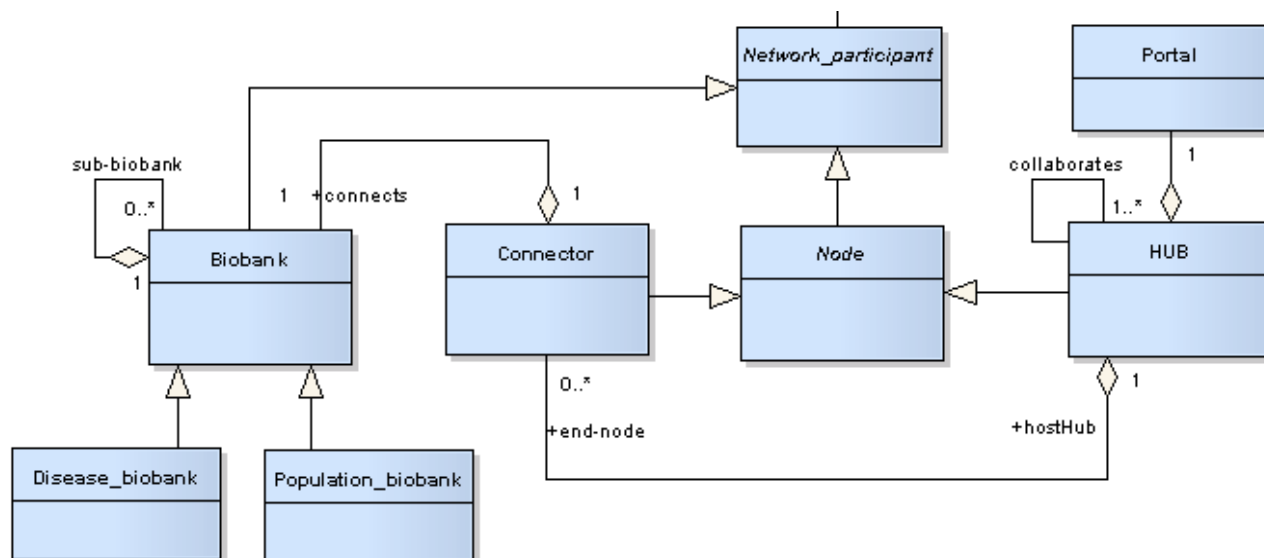 Network_participant
Portal
sub-biobank
0..*
1
+connects
1
1
collaborates
1..*
Biobank
1
Connector
Node
HUB
0..*
+end-node
1
+hostHub
Disease_biobank
Population_biobank